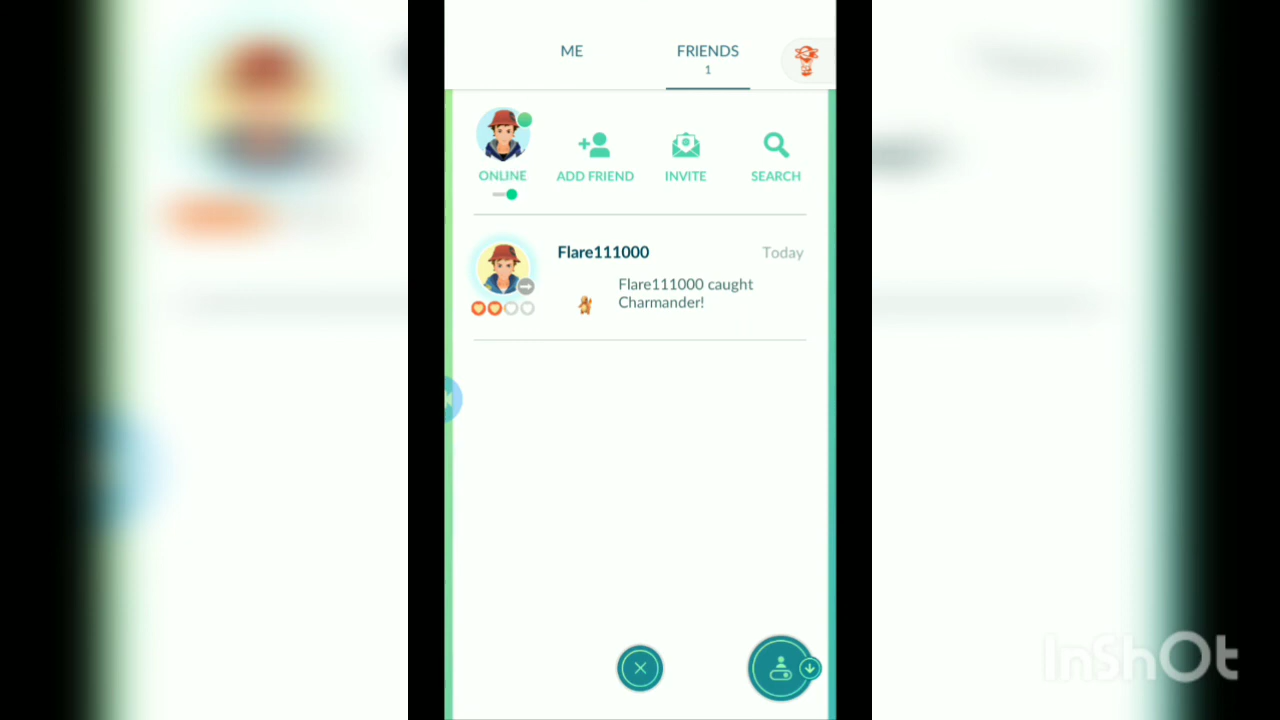 ME
FRIENDS
1
ONLINE
ADD FRIEND
INVITE
SEARCH
Flare111000
Today
Flare111000 caught
Charmander!
InShOt